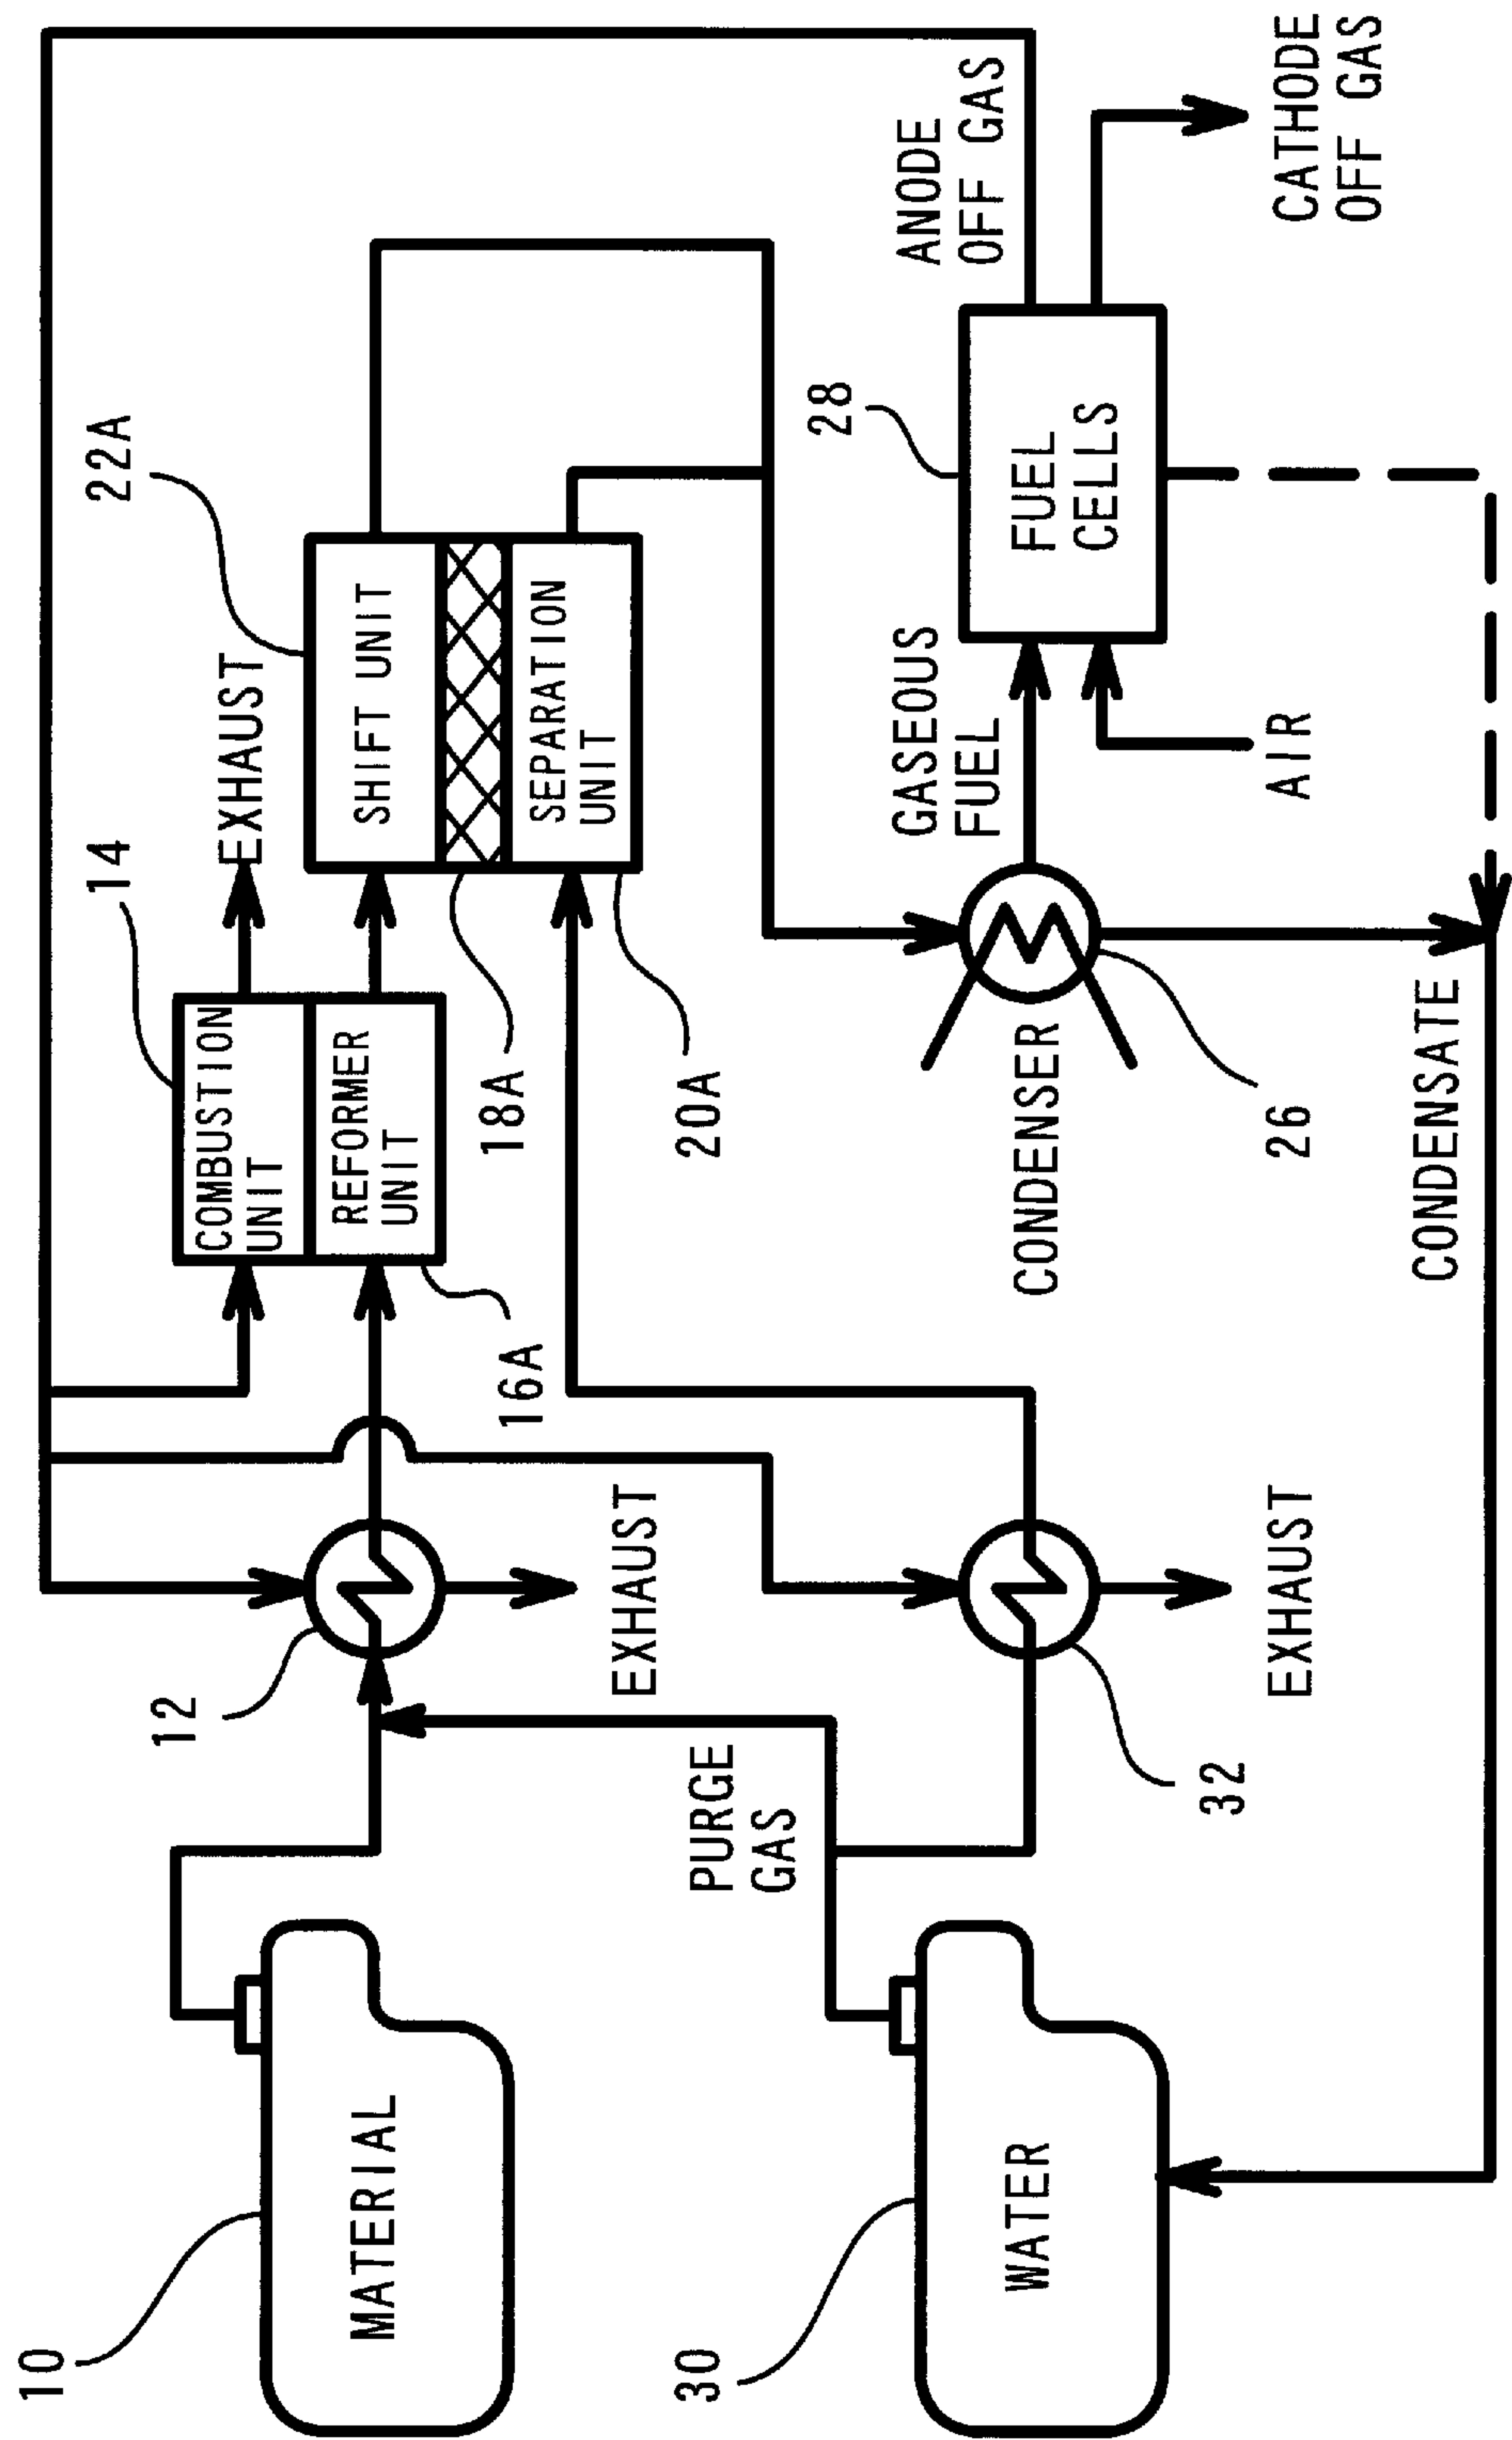 10
MATERIAL
12
EXHAUST
14
COMBUSTION
UNIT
REFORMER
UNIT
16A
EXHAUST
22A
SHIFT UNIT
SEPARATION
UNIT
18A
20A
30
WATER
PURGE
GAS
32
EXHAUST
CONDENSER
26
CONDENSATE
GASEOUS
FUEL
AIR
28
FUEL
CELLS
ANODE
OFF GAS
CATHODE
OFF GAS